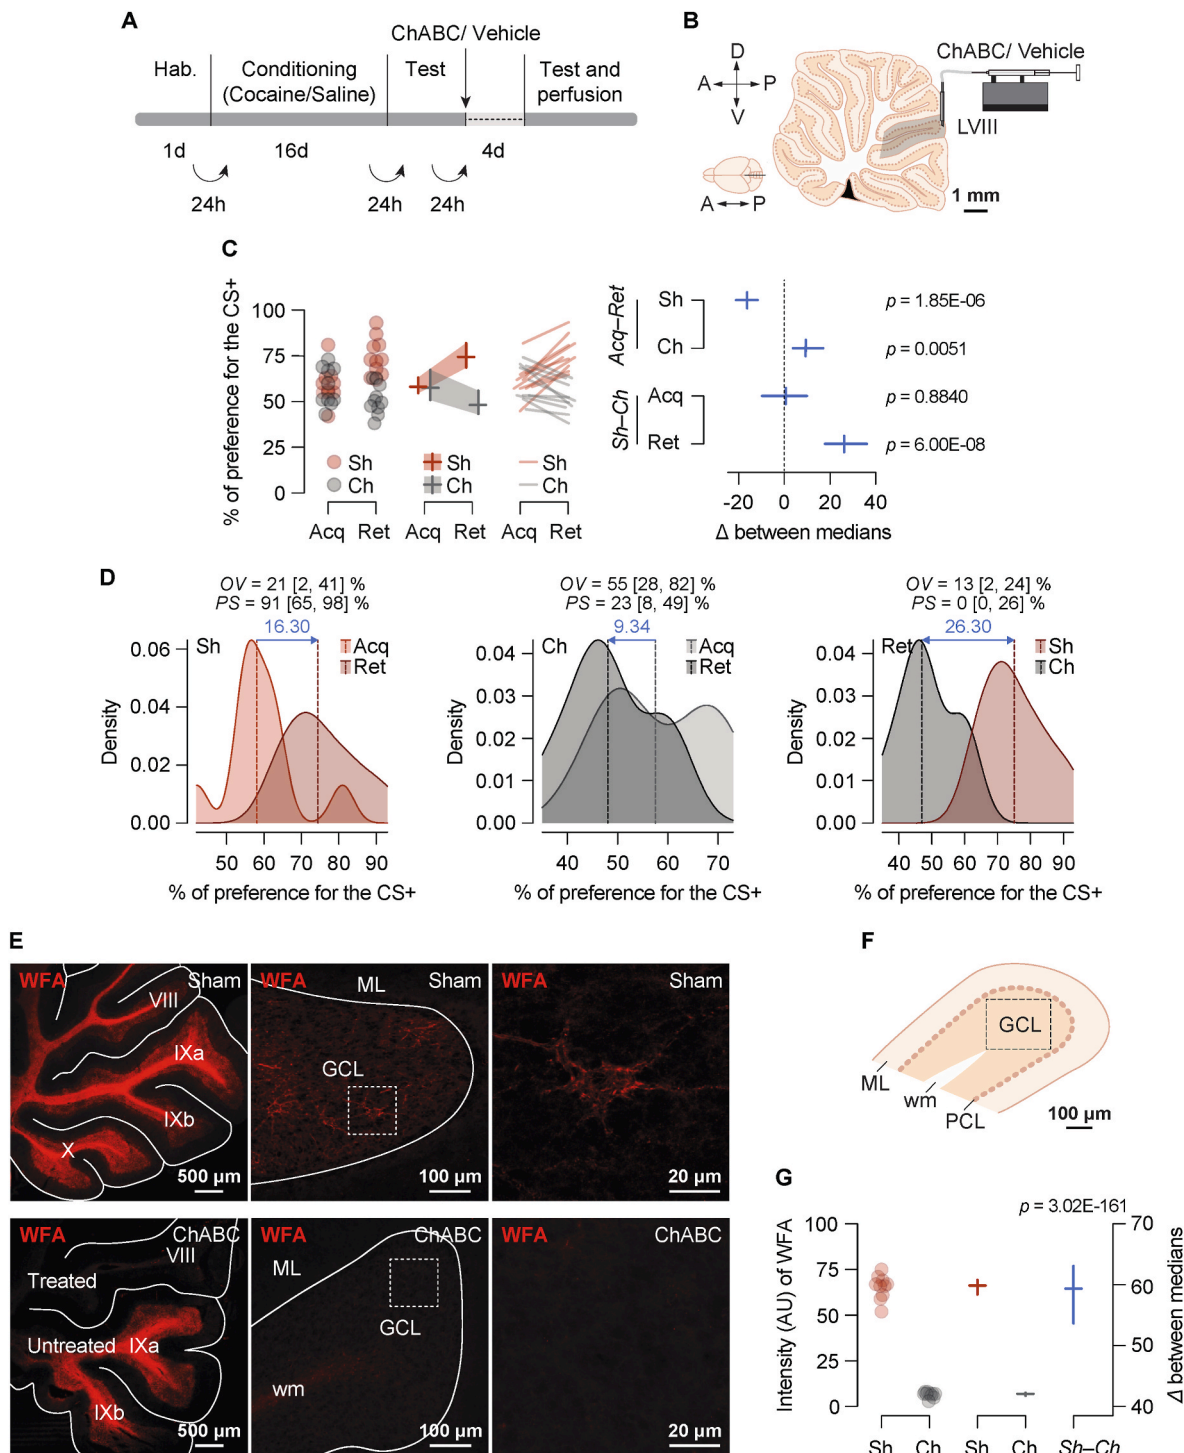 A
ChABC/ Vehicle
Hab.
Conditioning
(Cocaine/Saline)
Test
Test and
perfusion
1d
16d
4d
24h
24h
24h
B
D
A
P
V
ChABC/ Vehicle
LVIII
A
P
1 mm
C
% of preference for the CS+
100
75
50
25
0
Sh
Ch
Sh
Ch
Sh
Ch
Acq Ret
Acq Ret
Acq Ret
Acq–Ret
Sh
Ch
Sh–Ch
Acq
Ret
p = 1.85E-06
p = 0.0051
p = 0.8840
p = 6.00E-08
-20 0 20 40
Δ between medians
D
OV = 21 [2, 41] %
PS = 91 [65, 98] %
16.30
Sh
Acq
Ret
Density
0.06
0.04
0.02
0.00
50 60 70 80 90
% of preference for the CS+
OV = 55 [28, 82] %
PS = 23 [8, 49] %
9.34
Ch
Acq
Ret
Density
0.04
0.03
0.02
0.01
0.00
40 50 60 70
% of preference for the CS+
OV = 13 [2, 24] %
PS = 0 [0, 26] %
26.30
Ret
Sh
Ch
Density
0.04
0.03
0.02
0.01
0.00
40 50 60 70 80 90
% of preference for the CS+
E
WFA
Sham
VIII
IXa
IXb
X
500 µm
WFA
ML
Sham
GCL
100 µm
WFA
Sham
20 µm
WFA
ChABC
VIII
Treated
Untreated
IXa
IXb
500 µm
WFA
ChABC
ML
GCL
wm
100 µm
WFA
ChABC
20 µm
F
GCL
ML
wm
PCL
100 µm
G
p = 3.02E-161
Intensity (AU) of WFA
100
75
50
25
0
70
60
50
40
Δ between medians
Sh Ch Sh Ch Sh–Ch